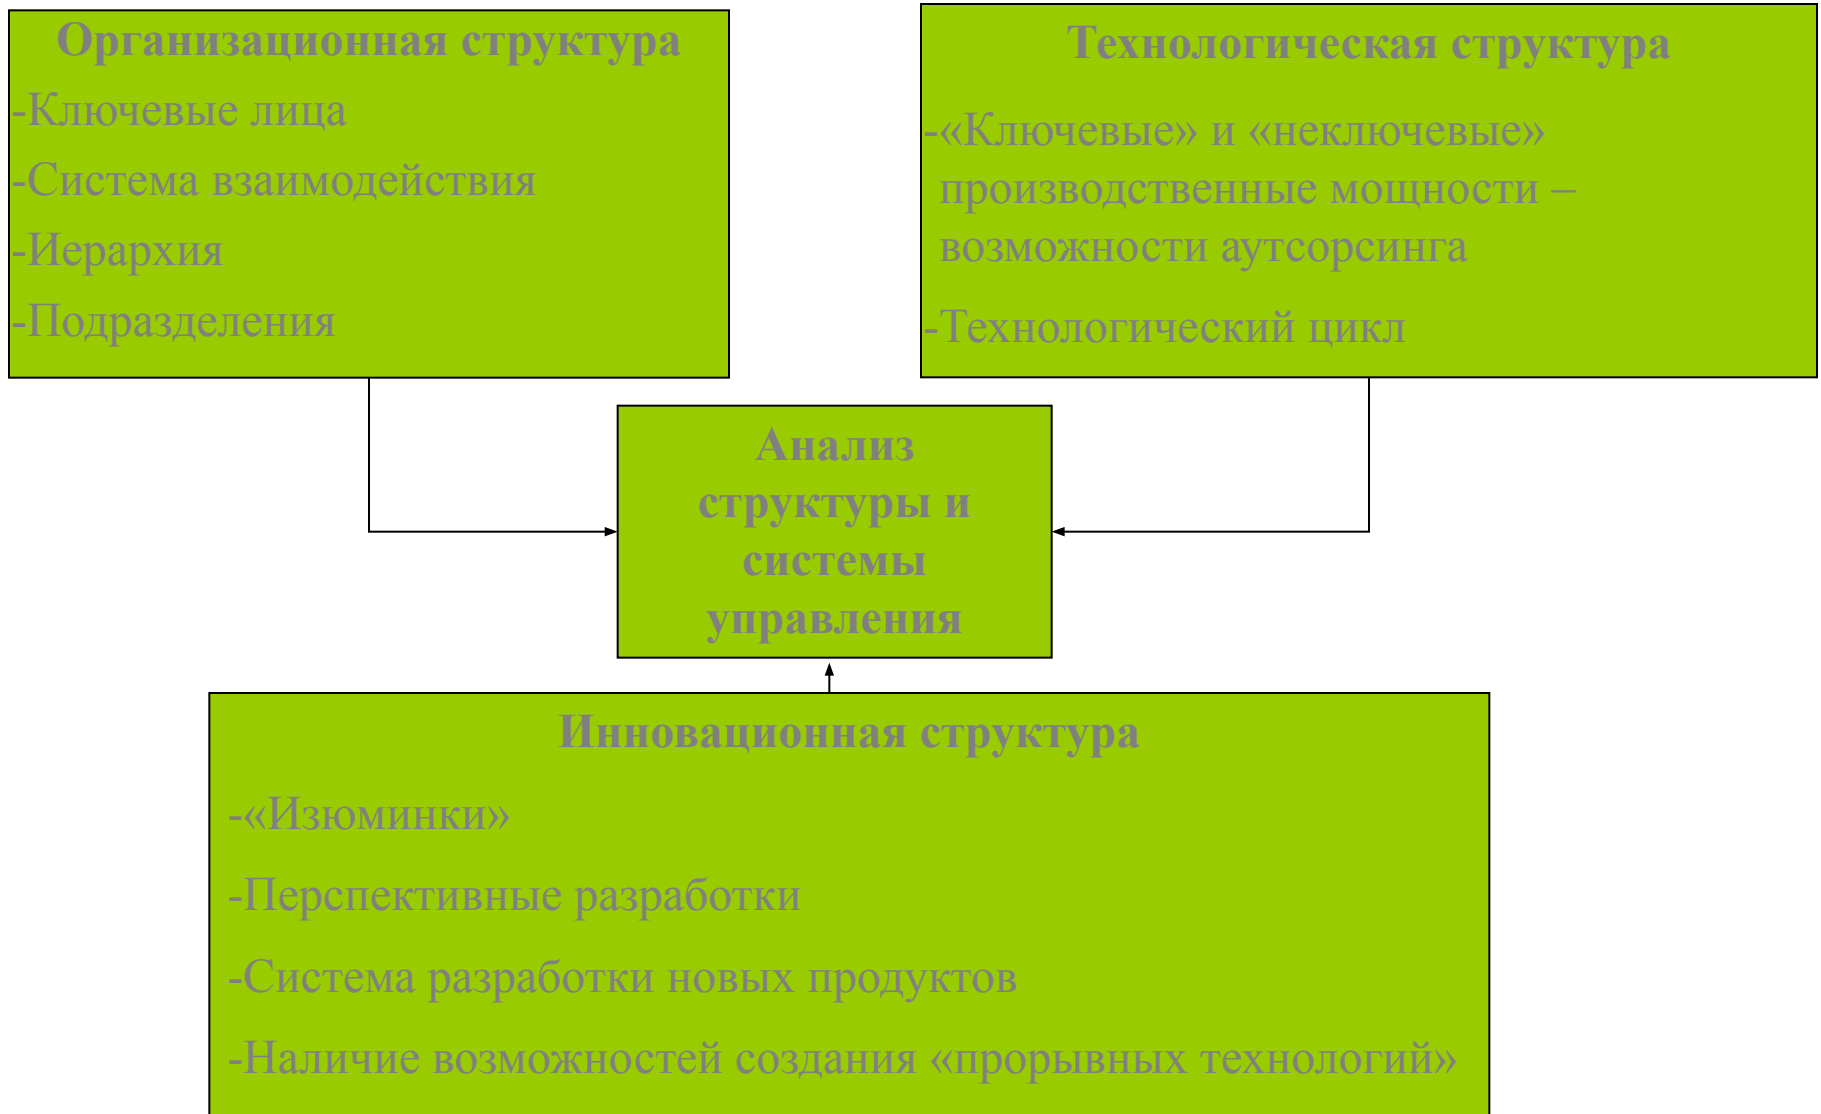 Организационная структура
-Ключевые лица
-Система взаимодействия
-Иерархия
-Подразделения
Технологическая структура
-«Ключевые» и «неключевые»
производственные мощности –
возможности аутсорсинга
-Технологический цикл
Анализ
структуры и
системы
управления
Инновационная структура
-«Изюминки»
-Перспективные разработки
-Система разработки новых продуктов
-Наличие возможностей создания «прорывных технологий»